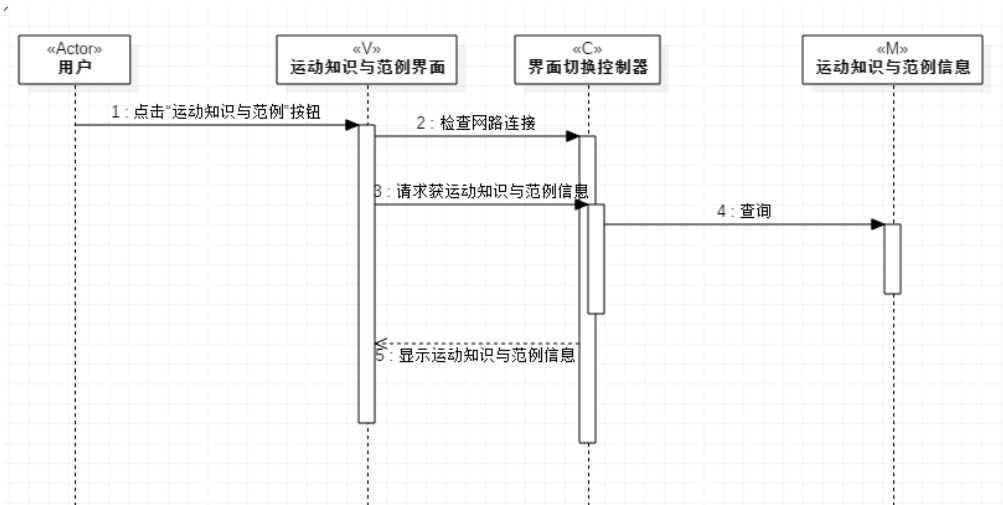 «Actor»
用户
«V»
运动知识与范例界面
«C»
界面切换控制器
«M»
运动知识与范例信息
1 : 点击“运动知识与范例”按钮
2 : 检查网路连接
3 : 请求获运动知识与范例信息
4 : 查询
5 : 显示运动知识与范例信息